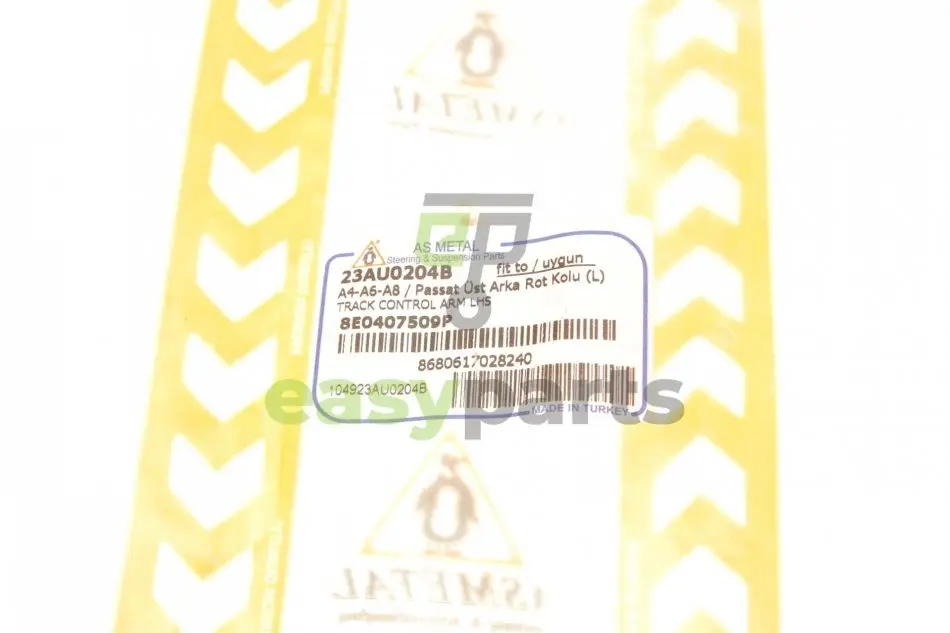 AS METAL
Steering & Suspension Parts
23AU0204B
fit to / uygun
A4-A6-A8 / Passat Üst Arka Rot Kolu (L)
TRACK CONTROL ARM LHS
8E0407509P
8680617028240
104923AU0204B
MADE IN TURKEY
easyparts
ASMETAL